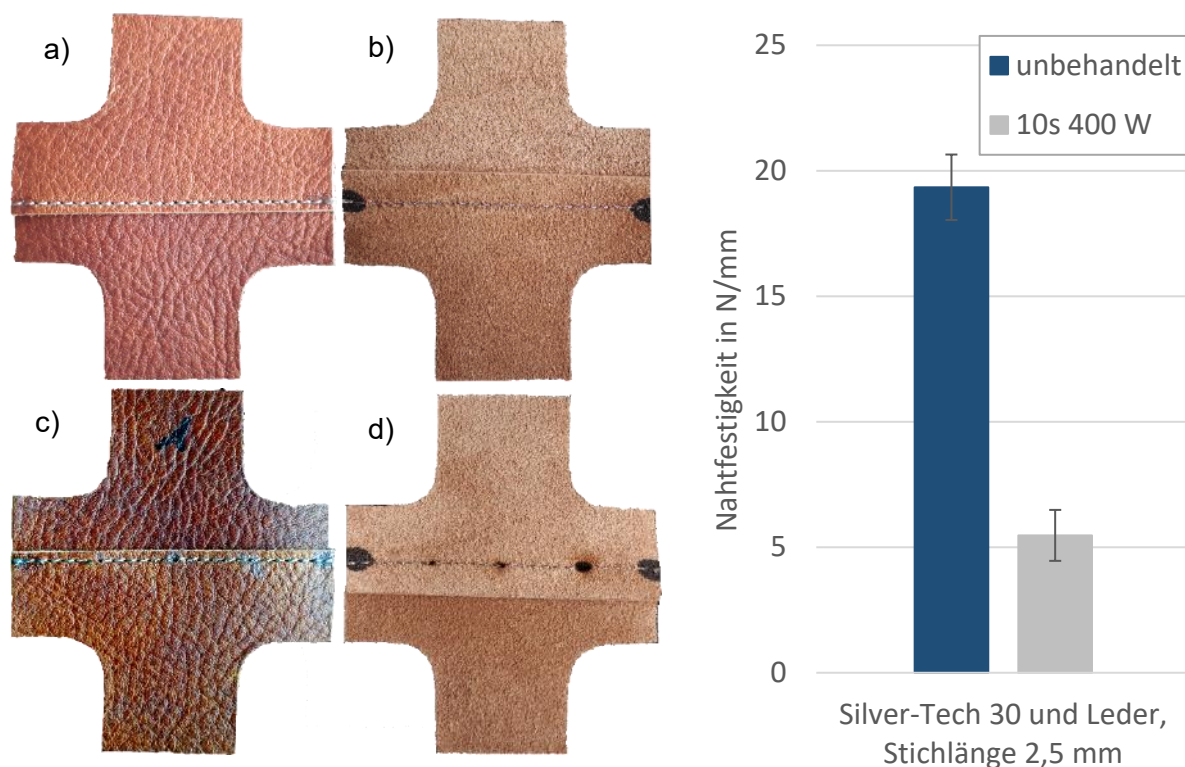 a)
b)
c)
d)
A
25
20
15
10
5
0
Nahtfestigkeit in N/mm
unbehandelt
10s 400 W
Silver-Tech 30 und Leder,
Stichlänge 2,5 mm